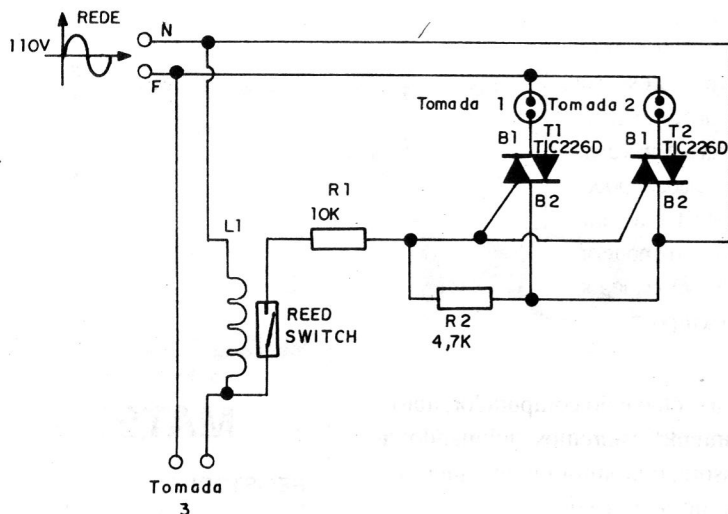 REDE
110V
N
F
Tomada 1
Tomada 2
B1
T1
TIC226D
B2
B1
T2
TIC226D
B2
R1
10K
L1
REED
SWITCH
R2
4,7K
Tomada
3